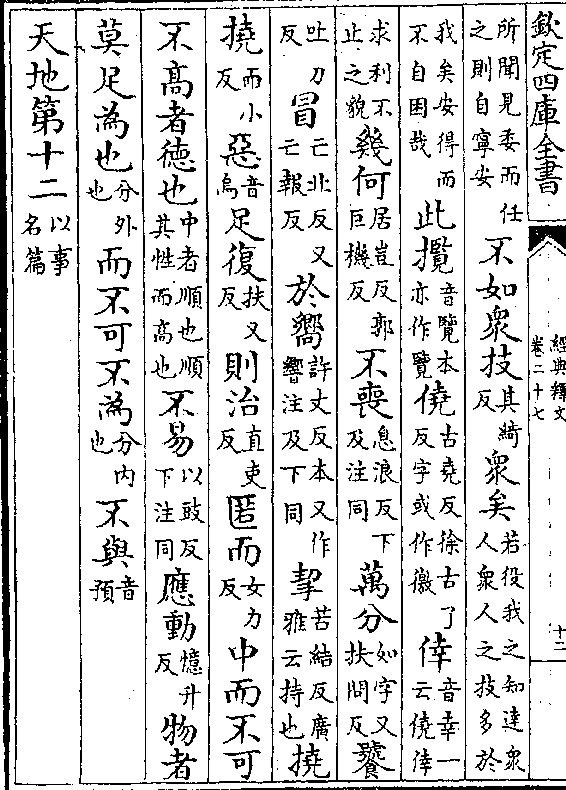 欽定四庫全書
經典釋文
卷二十七
十二
所聞見委而任之則自寧安不如衆技其綺反衆矣若役我之知達衆人衆人之技多於
我矣安得而不自困哉此攬音覽本亦作覽僥古堯反徐古了反字或作徼倖音幸一云僥倖
求利不止之貌幾何居豈反郭巨機反不喪息浪反下及注同萬分如字又扶問反饕
吐刀反冒亡北反又亡報反於嚮許丈反本又作響注及下同挈苦結反廣雅云持也撓
而小反惡音烏足復扶又反則治直吏反匿而女力反中而不可
不高者德也中者順也順其性而高也不易以豉反下注同應動憶升反物者
莫足為也分外也而不可不為分内也不與音預
天地第十二以事名篇